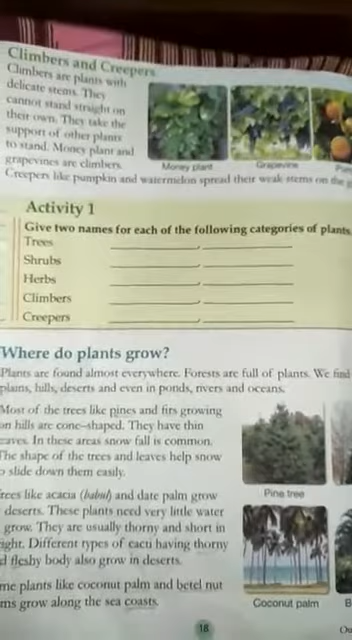 Climbers and Creepers
Climbers are plants with
delicate stems. They
cannot stand straight on
their own. They take the
support of other plants
to stand. Money plant and
grapevines are climbers.
Money plant
Grapevine
Creepers like pumpkin and watermelon spread their weak stems on the
Activity 1
Give two names for each of the following categories of plants
Trees
Shrubs
Herbs
Climbers
Creepers
Where do plants grow?
Plants are found almost everywhere. Forests are full of plants. We find
plains, hills, deserts and even in ponds, rivers and oceans.
Most of the trees like pines and firs growing
on hills are cone-shaped. They have thin
eaves. In these areas snow fall is common.
The shape of the trees and leaves help snow
o slide down them easily.
Pine tree
rees like acacia (babul) and date palm grow
deserts. These plants need very little water
grow. They are usually thorny and short in
ight. Different types of cacti having thorny
d fleshy body also grow in deserts.
me plants like coconut palm and betel nut
ms grow along the sea coasts.
Coconut palm
B
18